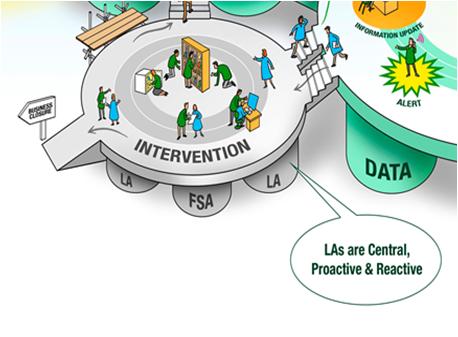 INFORMATION UPDATE
ALERT
BUSINESS
CLOSURE
INTERVENTION
LA
FSA
LA
DATA
LAs are Central,
Proactive & Reactive